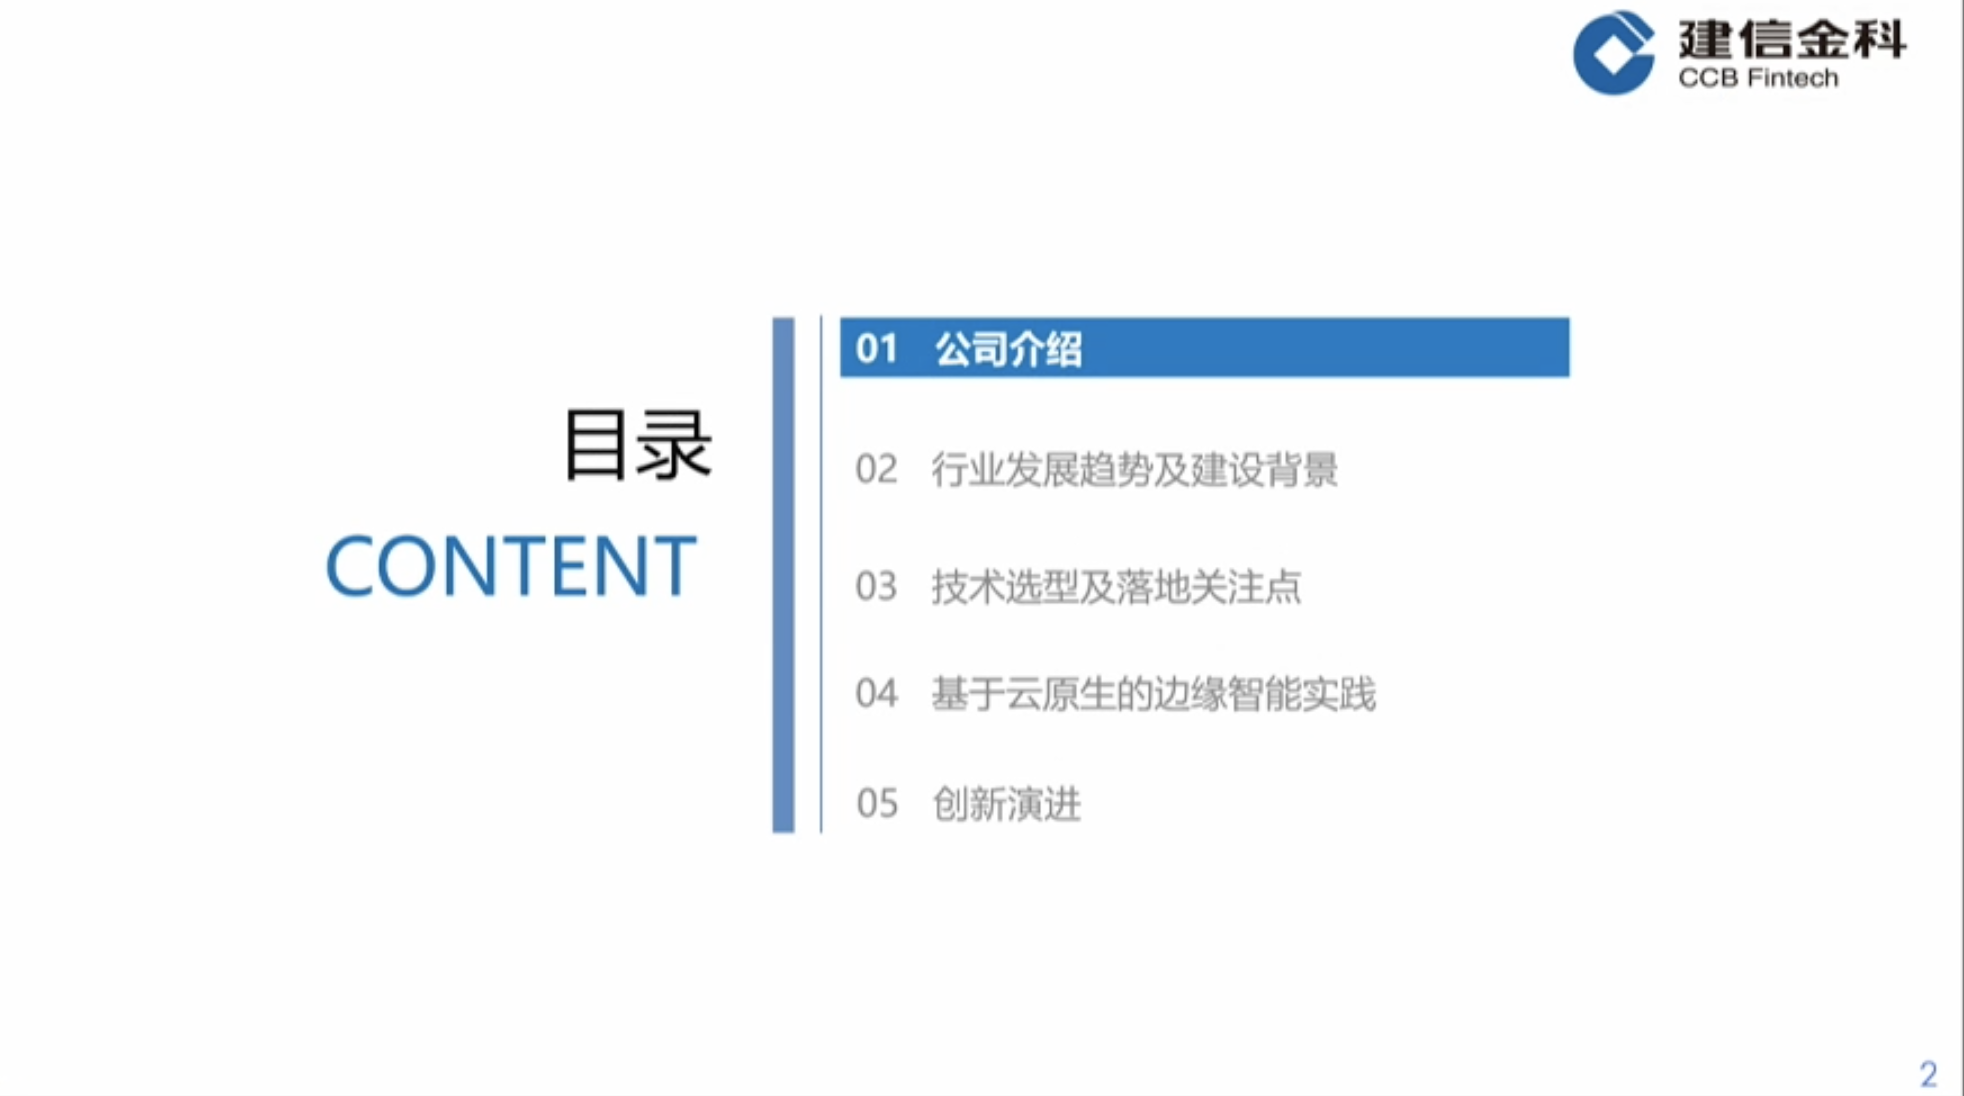 建信金科
CCB Fintech
目录
CONTENT
01 公司介绍
02 行业发展趋势及建设背景
03 技术选型及落地关注点
04 基于云原生的边缘智能实践
05 创新演进
2